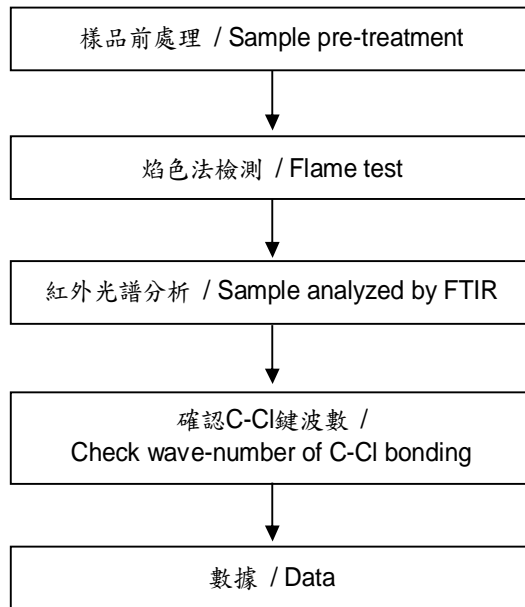 樣品前處理 / Sample pre-treatment
焰色法檢測 / Flame test
紅外光譜分析 / Sample analyzed by FTIR
確認C-Cl鍵波數 /
Check wave-number of C-Cl bonding
數據 / Data